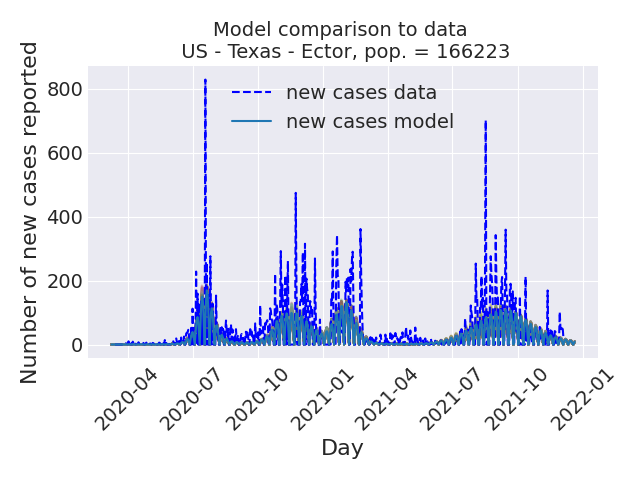 Model comparison to data
US - Texas - Ector, pop. = 166223
Number of new cases reported
800
600
400
200
0
new cases data
new cases model
2020-04
2020-07
2020-10
2021-01
2021-04
2021-07
2021-10
2022-01
Day